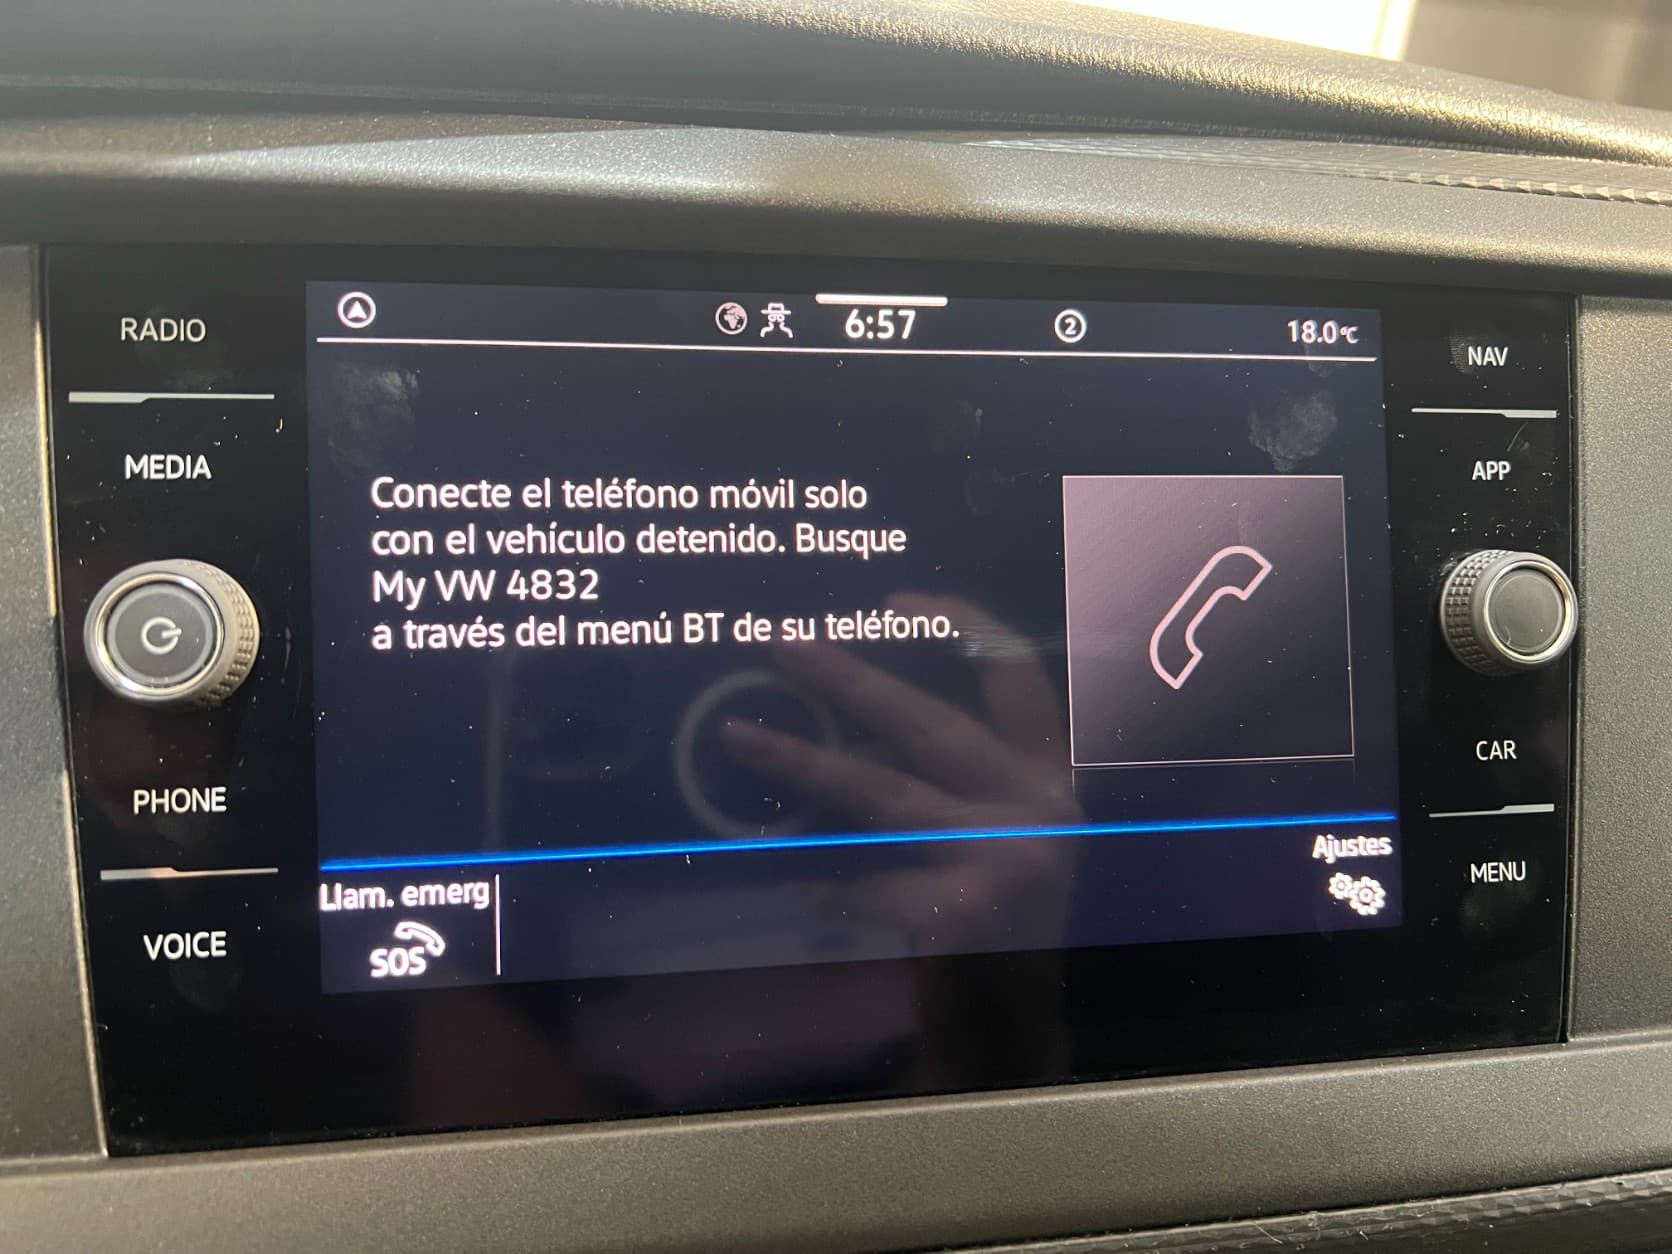 RADIO
MEDIA
PHONE
VOICE
6:57
2
18.0°C
Conecte el teléfono móvil solo
con el vehículo detenido. Busque
My VW 4832
a través del menú BT de su teléfono.
Llam. emerg
SOS
Ajustes
NAV
APP
CAR
MENU